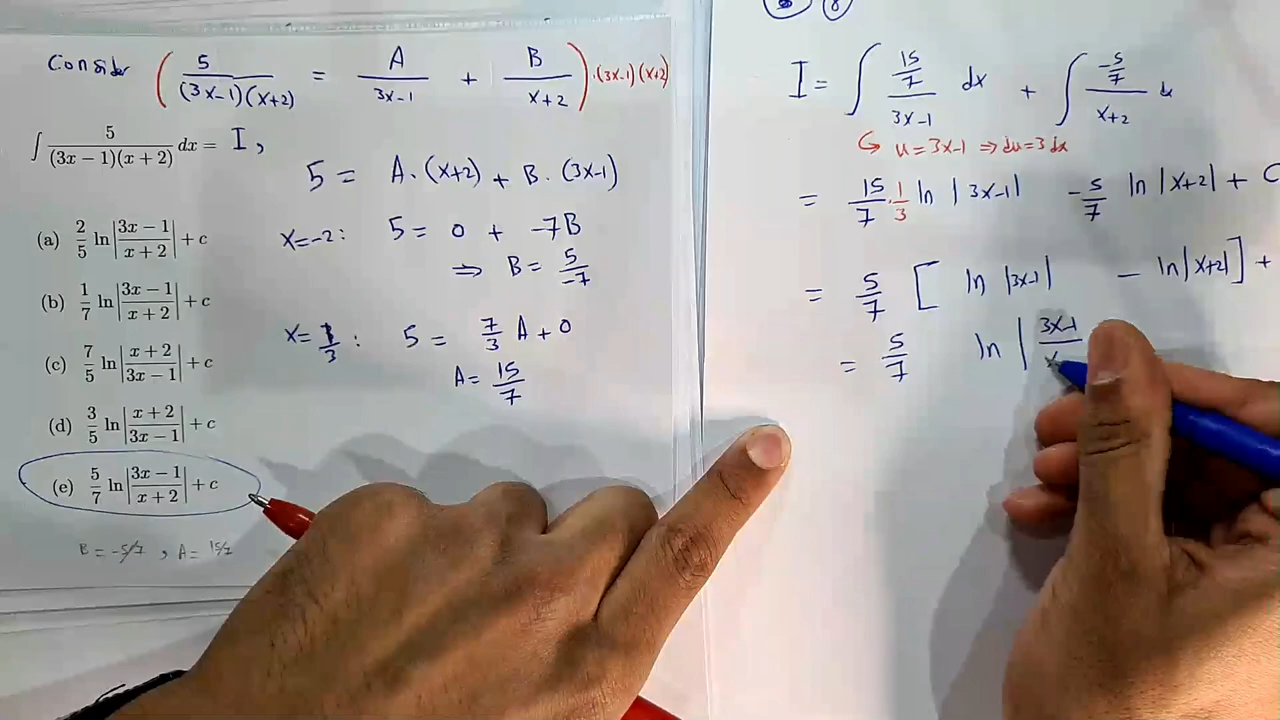 Consider ( 5/(3x-1)(x+2) = A/3x-1 + B/x+2 ) · (3x-1)(x+2)
∫ 5/(3x − 1)(x + 2) dx = I,
5 = A. (x+2) + B. (3x-1)
(a) 2/5 ln|3x − 1/x + 2| + c
x=-2: 5 = 0 + -7B
⇒ B = 5/-7
(b) 1/7 ln|3x − 1/x + 2| + c
x = 1/3 : 5 = 7/3 A + 0
(c) 7/5 ln|x + 2/3x − 1| + c
A = 15/7
(d) 3/5 ln|x + 2/3x − 1| + c
(e) 5/7 ln|3x − 1/x + 2| + c
B = -5/7 , A = 15/7
I = ∫ 15/7/3x-1 dx + ∫ -5/7/x+2 dx
u = 3x-1 ⇒ du = 3 dx
= 15/7 · 1/3 ln |3x-1| -5/7 ln |x+2| + C
= 5/7 [ ln |3x-1| - ln|x+2| ] +
= 5/7 ln | 3x-1